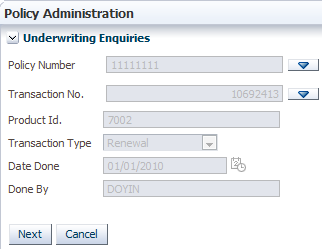 Policy Administration
Underwriting Enquiries
Policy Number 11111111
Transaction No. 10692413
Product Id. 7002
Transaction Type Renewal
Date Done 01/01/2010
Done By DOYIN
Next Cancel